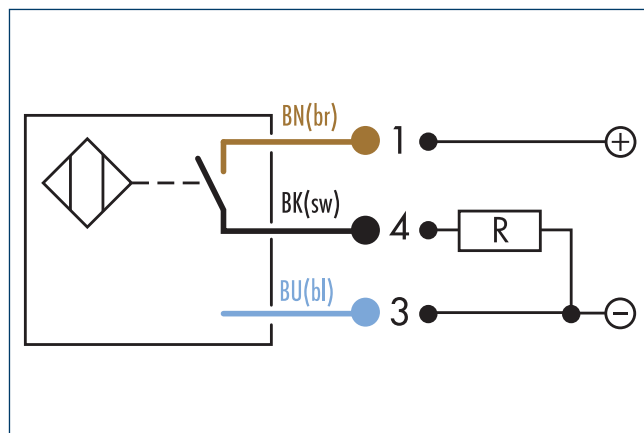 BN(br) 1 +
BK(sw) 4 R
BU(bl) 3 −